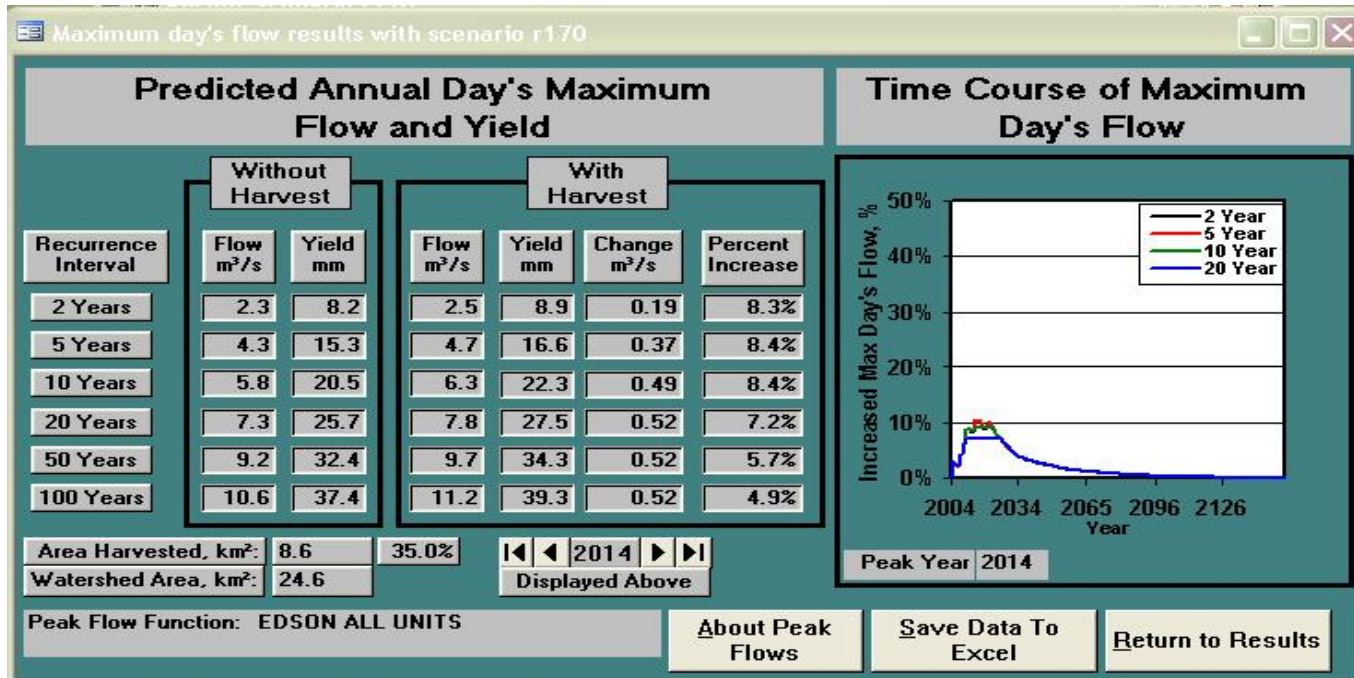 Maximum day's flow results with scenario r170
Predicted Annual Day's Maximum
Flow and Yield
Without
Harvest
With
Harvest
Recurrence
Interval
Flow
m³/s
Yield
mm
Flow
m³/s
Yield
mm
Change
m³/s
Percent
Increase
2 Years 2.3 8.2 2.5 8.9 0.19 8.3%
5 Years 4.3 15.3 4.7 16.6 0.37 8.4%
10 Years 5.8 20.5 6.3 22.3 0.49 8.4%
20 Years 7.3 25.7 7.8 27.5 0.52 7.2%
50 Years 9.2 32.4 9.7 34.3 0.52 5.7%
100 Years 10.6 37.4 11.2 39.3 0.52 4.9%
Area Harvested, km²: 8.6 35.0%
Watershed Area, km²: 24.6
2014
Displayed Above
Peak Flow Function: EDSON ALL UNITS
Time Course of Maximum
Day's Flow
Increased Max Day's Flow, %
50%
40%
30%
20%
10%
0%
2 Year
5 Year
10 Year
20 Year
2004 2034 2065 2096 2126
Year
Peak Year 2014
About Peak
Flows
Save Data To
Excel
Return to Results